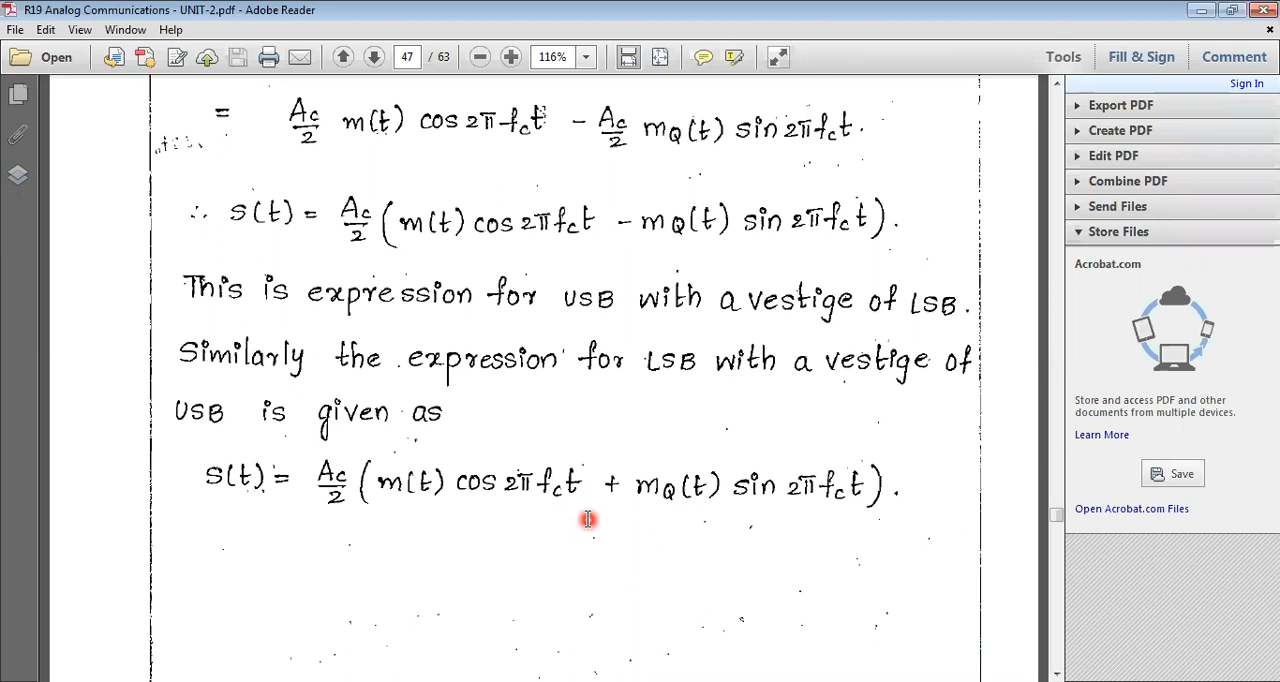 R19 Analog Communications - UNIT-2.pdf - Adobe Reader
File Edit View Window Help
Open 47 / 63 116% Tools Fill & Sign Comment
Sign In
Export PDF
Create PDF
Edit PDF
Combine PDF
Send Files
Store Files
Acrobat.com
Store and access PDF and other
documents from multiple devices.
Learn More
Save
Open Acrobat.com Files
= Ac/2 m(t) cos 2πfct - Ac/2 mQ(t) sin 2πfct.
∴ s(t) = Ac/2 (m(t) cos 2πfct - mQ(t) sin 2πfct).
This is expression for USB with a vestige of LSB.
Similarly the expression for LSB with a vestige of
USB is given as
s(t) = Ac/2 (m(t) cos 2πfct + mQ(t) sin 2πfct).